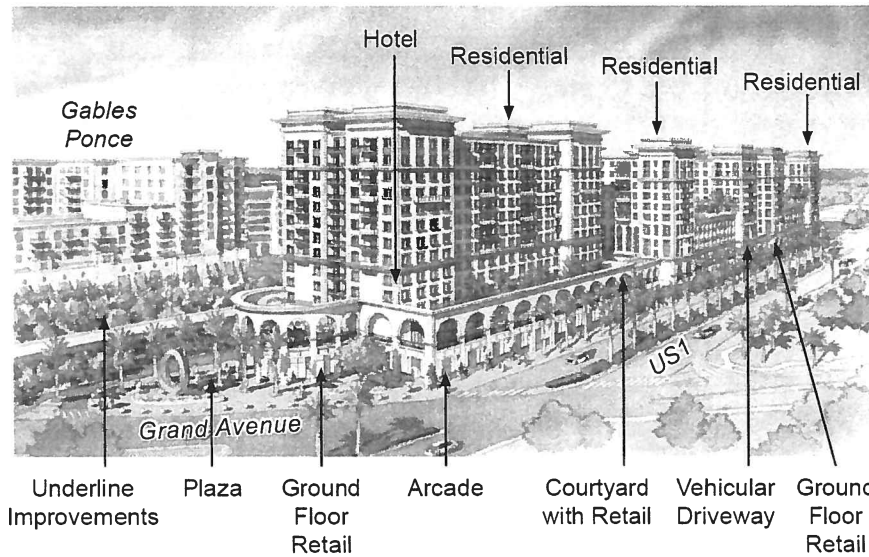 Hotel
Residential
Residential
Residential
Gables
Ponce
US1
Grand Avenue
Underline
Improvements
Plaza
Ground
Floor
Retail
Arcade
Courtyard
with Retail
Vehicular
Driveway
Ground
Floor
Retail